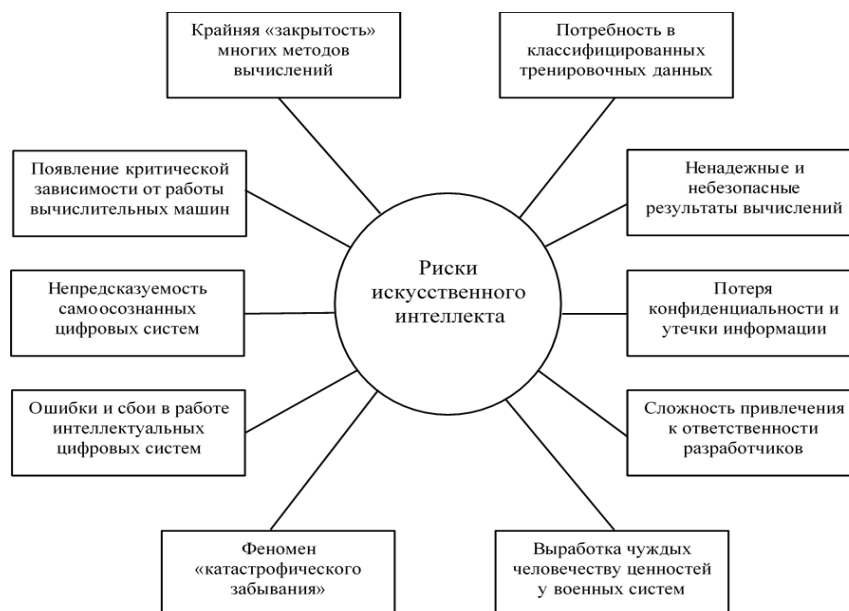 Крайняя «закрытость»
многих методов
вычислений
Потребность в
классифицированных
тренировочных данных
Появление критической
зависимости от работы
вычислительных машин
Ненадежные и
небезопасные
результаты вычислений
Риски
искусственного
интеллекта
Непредсказуемость
самоосознанных
цифровых систем
Потеря
конфиденциальности и
утечки информации
Ошибки и сбои в работе
интеллектуальных
цифровых систем
Сложность привлечения
к ответственности
разработчиков
Феномен
«катастрофического
забывания»
Выработка чуждых
человечеству ценностей
у военных систем